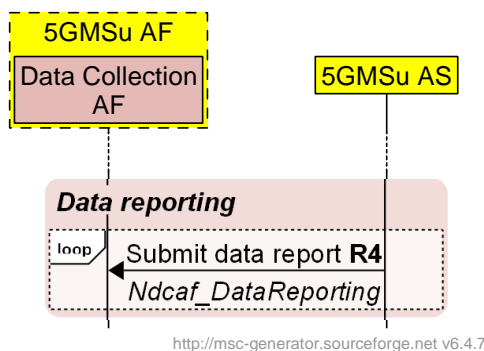 5GMSu AF
Data Collection
AF
5GMSu AS
Data reporting
loop
Submit data report R4
Ndcaf_DataReporting
http://msc-generator.sourceforge.net v6.4.7